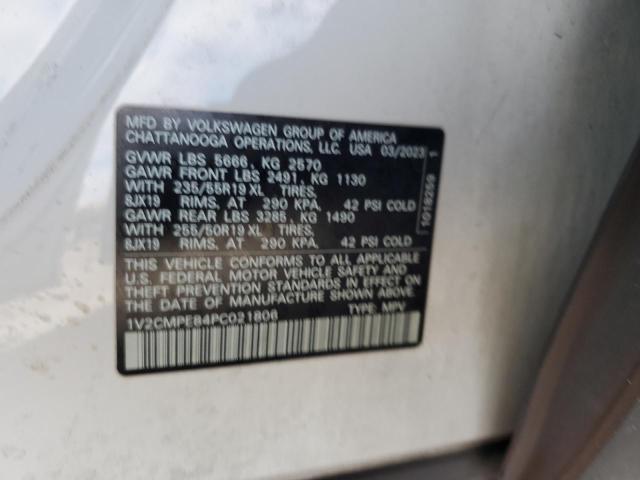 MFD BY VOLKSWAGEN GROUP OF AMERICA
CHATTANOOGA OPERATIONS, LLC USA 03/2023
GVWR LBS 5666, KG 2570
GAWR FRONT LBS 2491, KG 1130
WITH 235/55R19 XL TIRES,
8JX19 RIMS, AT 290 KPA, 42 PSI COLD
GAWR REAR LBS 3285, KG 1490
WITH 255/50R19 XL TIRES,
8JX19 RIMS, AT 290 KPA, 42 PSI COLD
THIS VEHICLE CONFORMS TO ALL APPLICABLE
U.S. FEDERAL MOTOR VEHICLE SAFETY AND
THEFT PREVENTION STANDARDS IN EFFECT ON
THE DATE OF MANUFACTURE SHOWN ABOVE
1V2CMPE84PC021806 TYPE: MPV
1018259 1